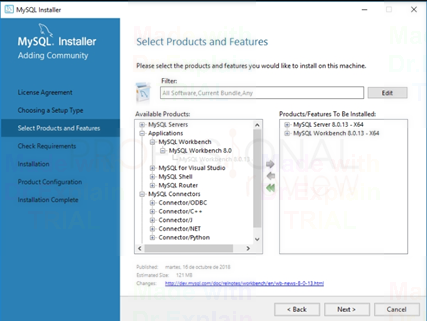 MySQL Installer
MySQL. Installer
Adding Community
License Agreement
Choosing a Setup Type
Select Products and Features
Check Requirements
Installation
Product Configuration
Installation Complete
Select Products and Features
Please select the products and features you would like to install on this machine.
Filter:
All Software,Current Bundle,Any
Edit
Available Products:
MySQL Servers
Applications
MySQL Workbench
MySQL Workbench 8.0
MySQL Workbench 8.0.13
MySQL for Visual Studio
MySQL Shell
MySQL Router
MySQL Connectors
Connector/ODBC
Connector/C++
Connector/J
Connector/NET
Connector/Python
Products/Features To Be Installed:
MySQL Server 8.0.13 - X64
MySQL Workbench 8.0.13 - X64
Published: martes, 16 de octubre de 2018
Estimated Size: 121 MB
Changes: http://dev.mysql.com/doc/relnotes/workbench/en/wb-news-8-0-13.html
< Back
Next >
Cancel